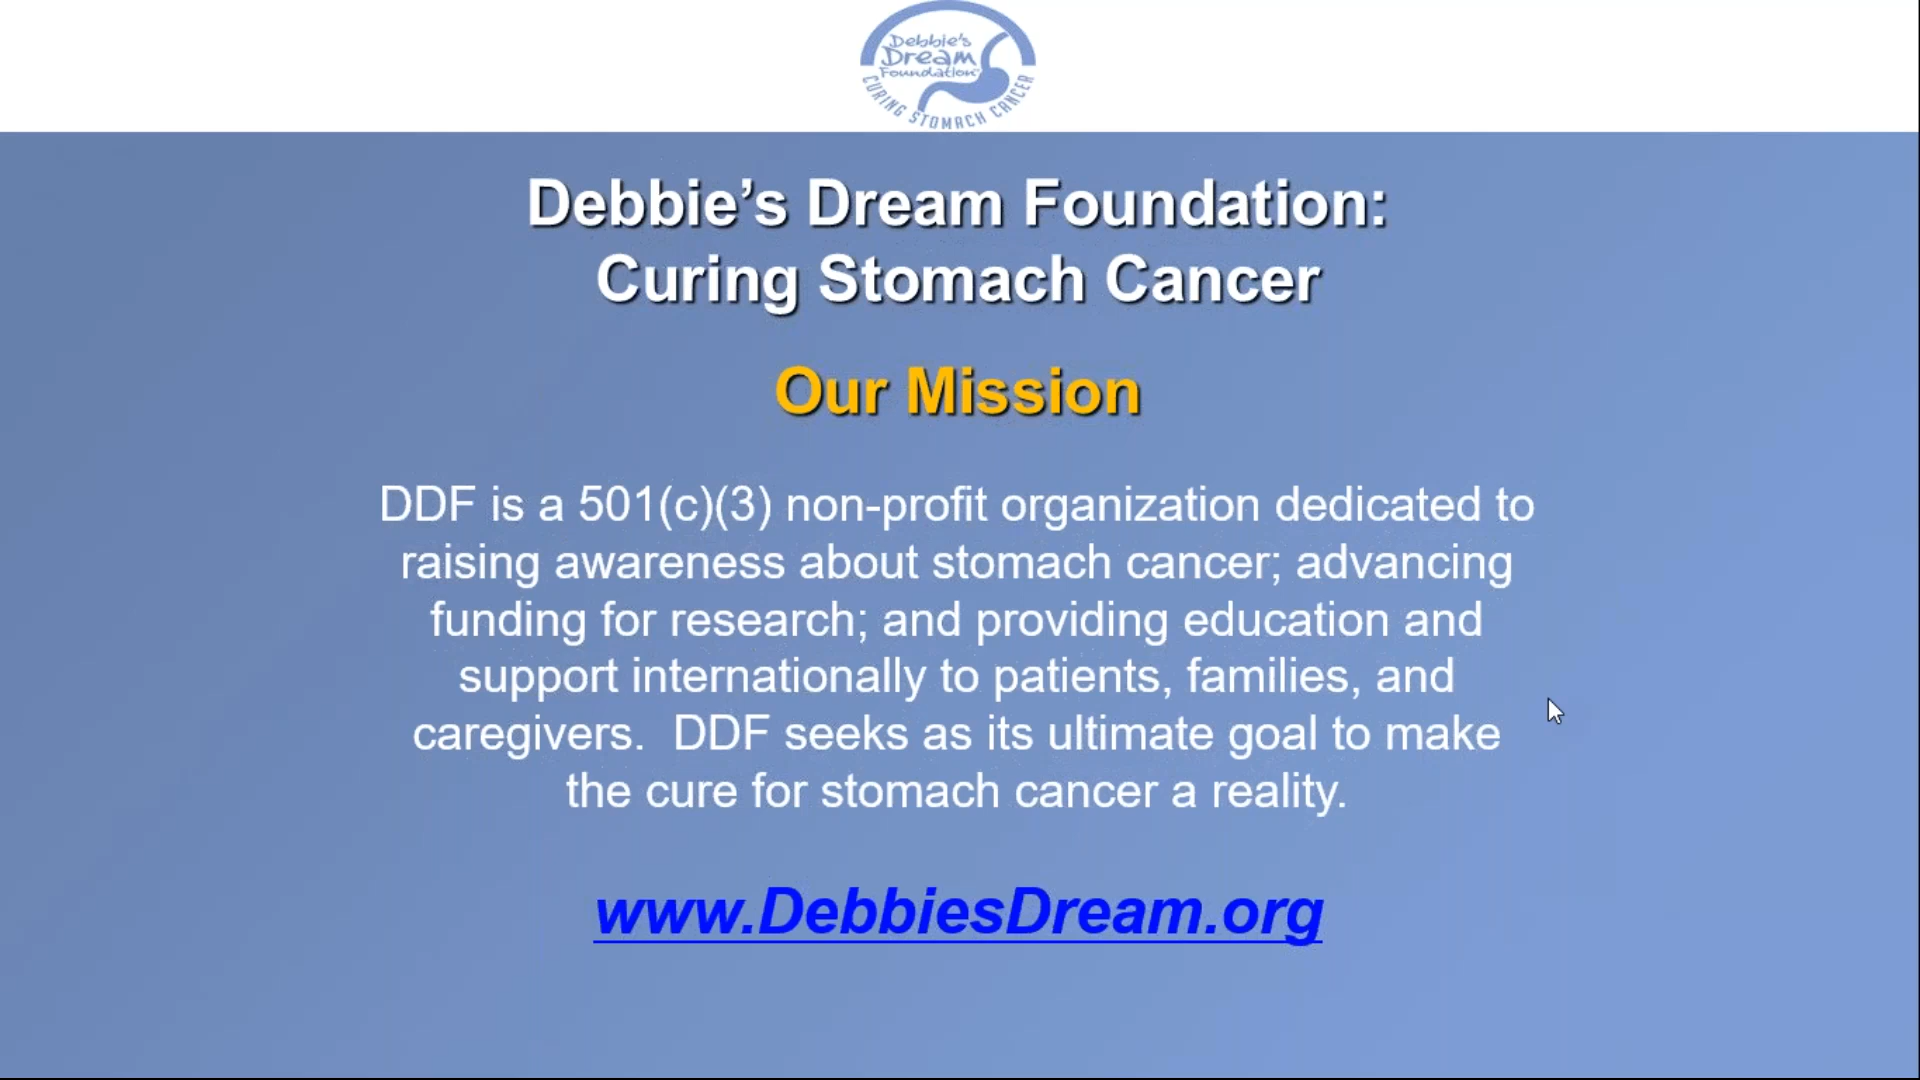 Debbie's
Dream
Foundation
CURING STOMACH CANCER
Debbie’s Dream Foundation:
Curing Stomach Cancer
Our Mission
DDF is a 501(c)(3) non-profit organization dedicated to
raising awareness about stomach cancer; advancing
funding for research; and providing education and
support internationally to patients, families, and
caregivers.  DDF seeks as its ultimate goal to make
the cure for stomach cancer a reality.
www.DebbiesDream.org